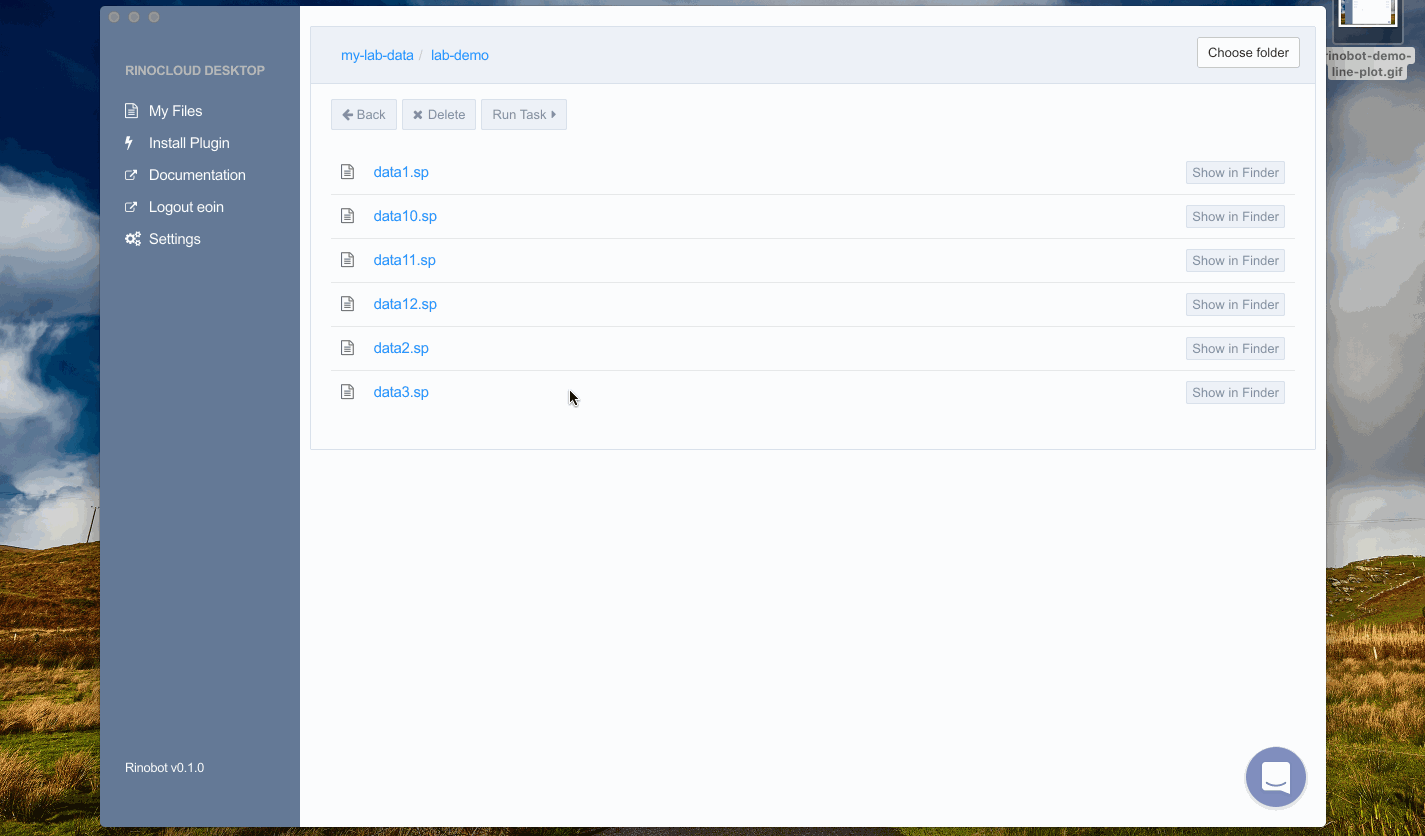 RINOCLOUD DESKTOP
My Files
Install Plugin
Documentation
Logout eoin
Settings
Rinobot v0.1.0
my-lab-data / lab-demo
Choose folder
Back
Delete
Run Task
data1.sp Show in Finder
data10.sp Show in Finder
data11.sp Show in Finder
data12.sp Show in Finder
data2.sp Show in Finder
data3.sp Show in Finder
rinobot-demo-
line-plot.gif